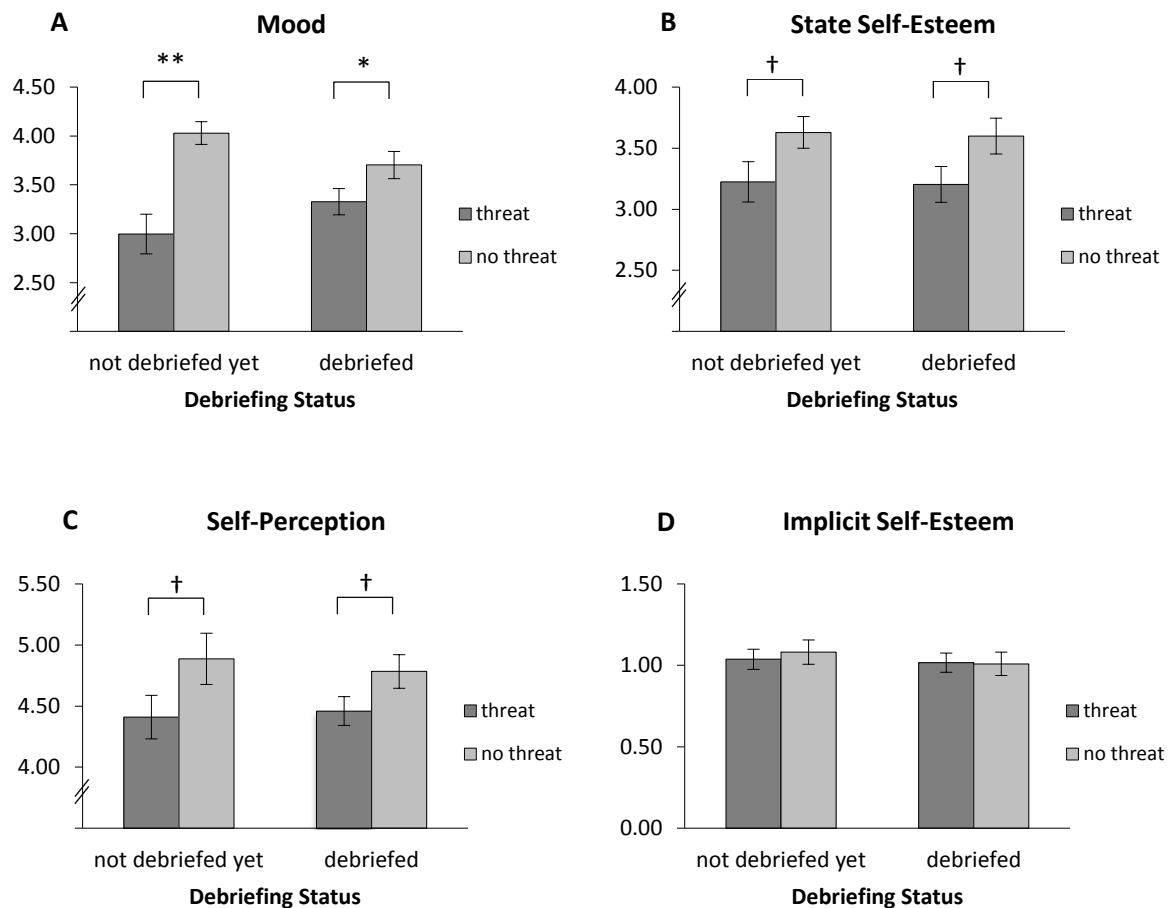 A
Mood
**
*
4.50
4.00
3.50
3.00
2.50
threat
no threat
not debriefed yet
debriefed
Debriefing Status
B
State Self-Esteem
†
†
4.00
3.50
3.00
2.50
threat
no threat
not debriefed yet
debriefed
Debriefing Status
C
Self-Perception
†
†
5.50
5.00
4.50
4.00
threat
no threat
not debriefed yet
debriefed
Debriefing Status
D
Implicit Self-Esteem
1.50
1.00
0.50
0.00
threat
no threat
not debriefed yet
debriefed
Debriefing Status